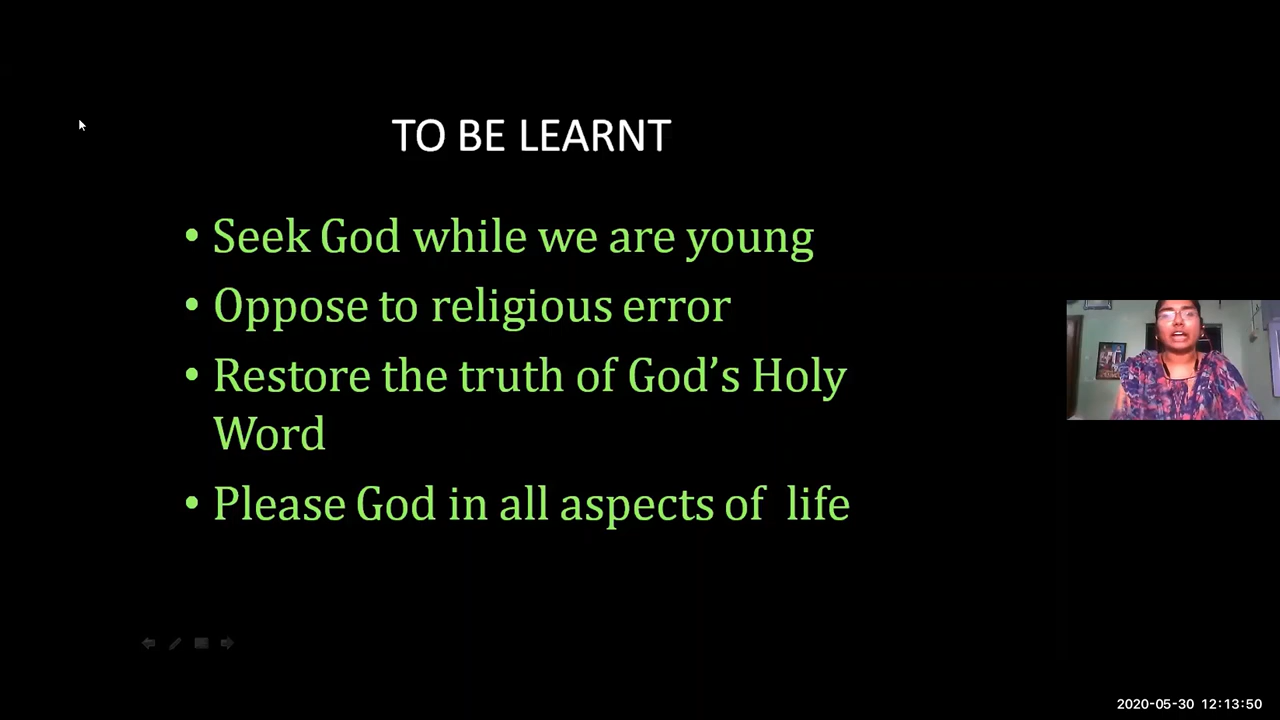 TO BE LEARNT
• Seek God while we are young
• Oppose to religious error
• Restore the truth of God’s Holy
Word
• Please God in all aspects of  life
2020-05-30 12:13:50